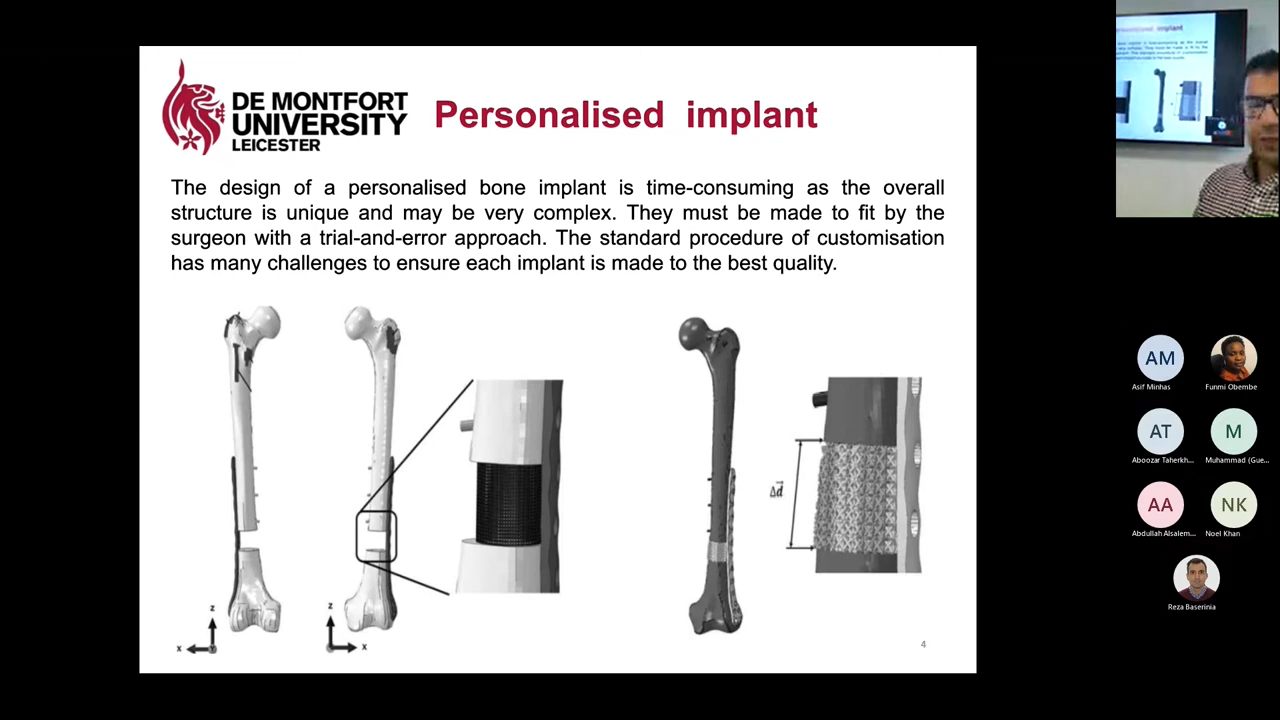 DE MONTFORT
UNIVERSITY
LEICESTER
Personalised implant
The design of a personalised bone implant is time-consuming as the overall
structure is unique and may be very complex. They must be made to fit by the
surgeon with a trial-and-error approach. The standard procedure of customisation
has many challenges to ensure each implant is made to the best quality.
Δd
z
x
z
x
4
AM
Asif Minhas
Funmi Obembe
AT
Aboozar Taherkh...
M
Muhammad (Gue...
AA
Abdullah Alsalem...
NK
Noel Khan
Reza Baserinia